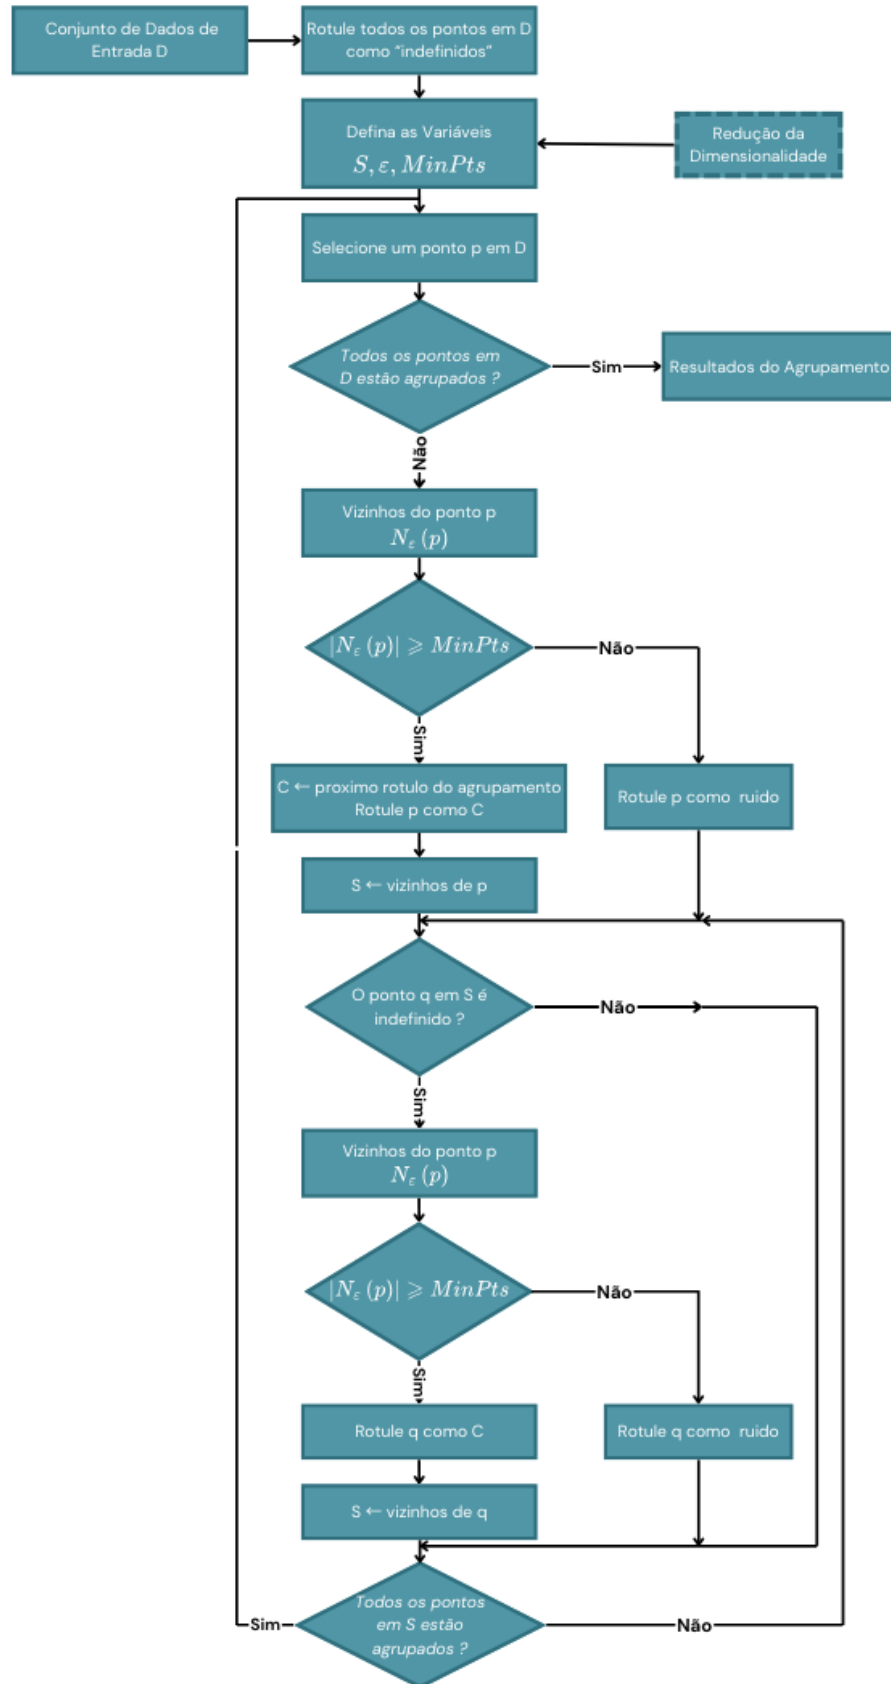 Conjunto de Dados de
Entrada D
Rotule todos os pontos em D
como “indefinidos”
Defina as Variáveis
S, ε, MinPts
Redução da
Dimensionalidade
Selecione um ponto p em D
Todos os pontos em
D estão agrupados ?
Sim
Resultados do Agrupamento
Não
Vizinhos do ponto p
Nε (p)
|Nε (p)| ⩾ MinPts
Não
Sim
C ← proximo rotulo do agrupamento
Rotule p como C
Rotule p como ruido
S ← vizinhos de p
O ponto q em S é
indefinido ?
Não
Sim
Vizinhos do ponto p
Nε (p)
|Nε (p)| ⩾ MinPts
Não
Sim
Rotule q como C
Rotule q como ruido
S ← vizinhos de q
Todos os pontos
em S estão
agrupados ?
Sim
Não